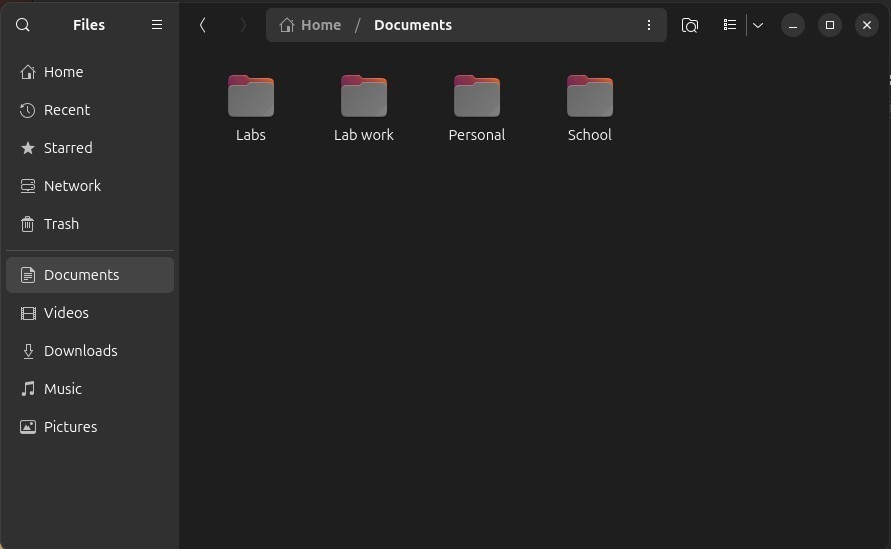 Files
Home / Documents
Home
Recent
Starred
Network
Trash
Documents
Videos
Downloads
Music
Pictures
Labs
Lab work
Personal
School